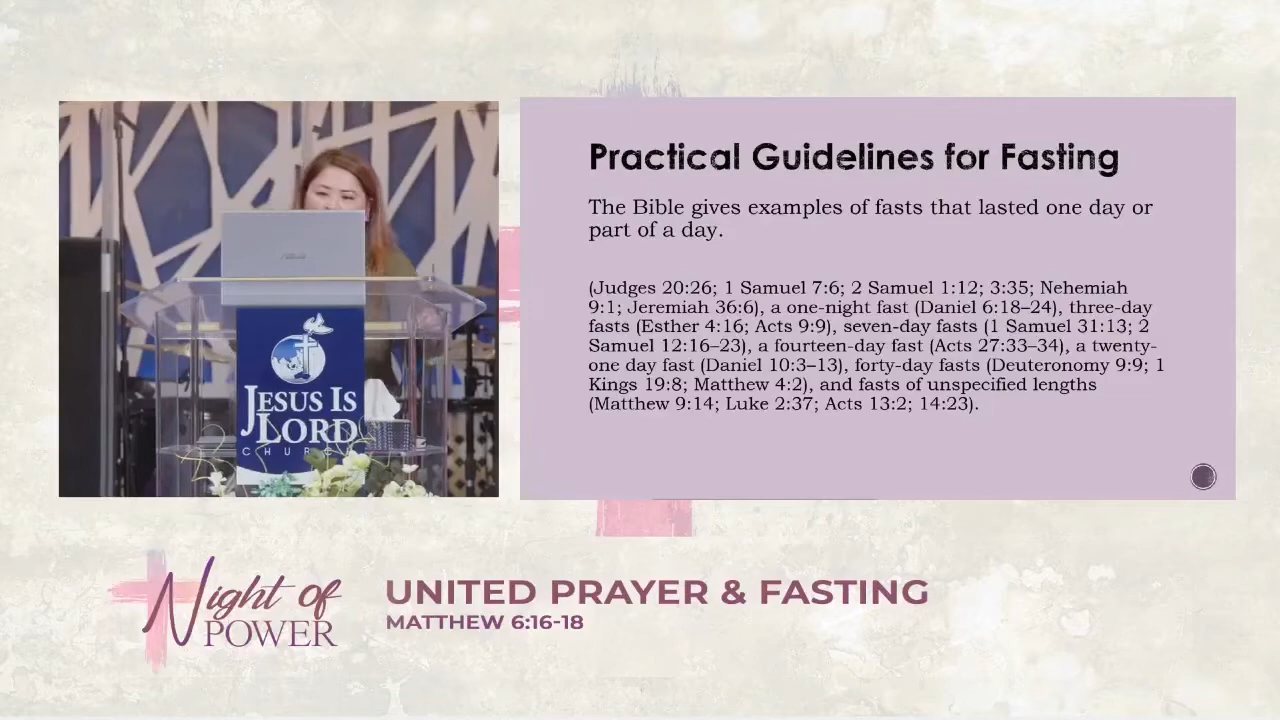 Practical Guidelines for Fasting
The Bible gives examples of fasts that lasted one day or
part of a day.
(Judges 20:26; 1 Samuel 7:6; 2 Samuel 1:12; 3:35; Nehemiah
9:1; Jeremiah 36:6), a one-night fast (Daniel 6:18–24), three-day
fasts (Esther 4:16; Acts 9:9), seven-day fasts (1 Samuel 31:13; 2
Samuel 12:16–23), a fourteen-day fast (Acts 27:33–34), a twenty-
one day fast (Daniel 10:3–13), forty-day fasts (Deuteronomy 9:9; 1
Kings 19:8; Matthew 4:2), and fasts of unspecified lengths
(Matthew 9:14; Luke 2:37; Acts 13:2; 14:23).
JESUS IS
LORD
CHURCH
Night of
POWER
UNITED PRAYER & FASTING
MATTHEW 6:16-18